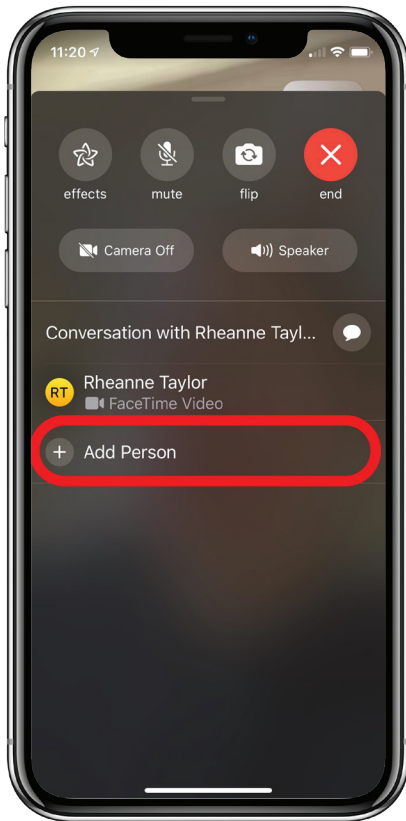 11:20
effects mute flip end
Camera Off Speaker
Conversation with Rheanne Tayl...
RT Rheanne Taylor
FaceTime Video
+ Add Person